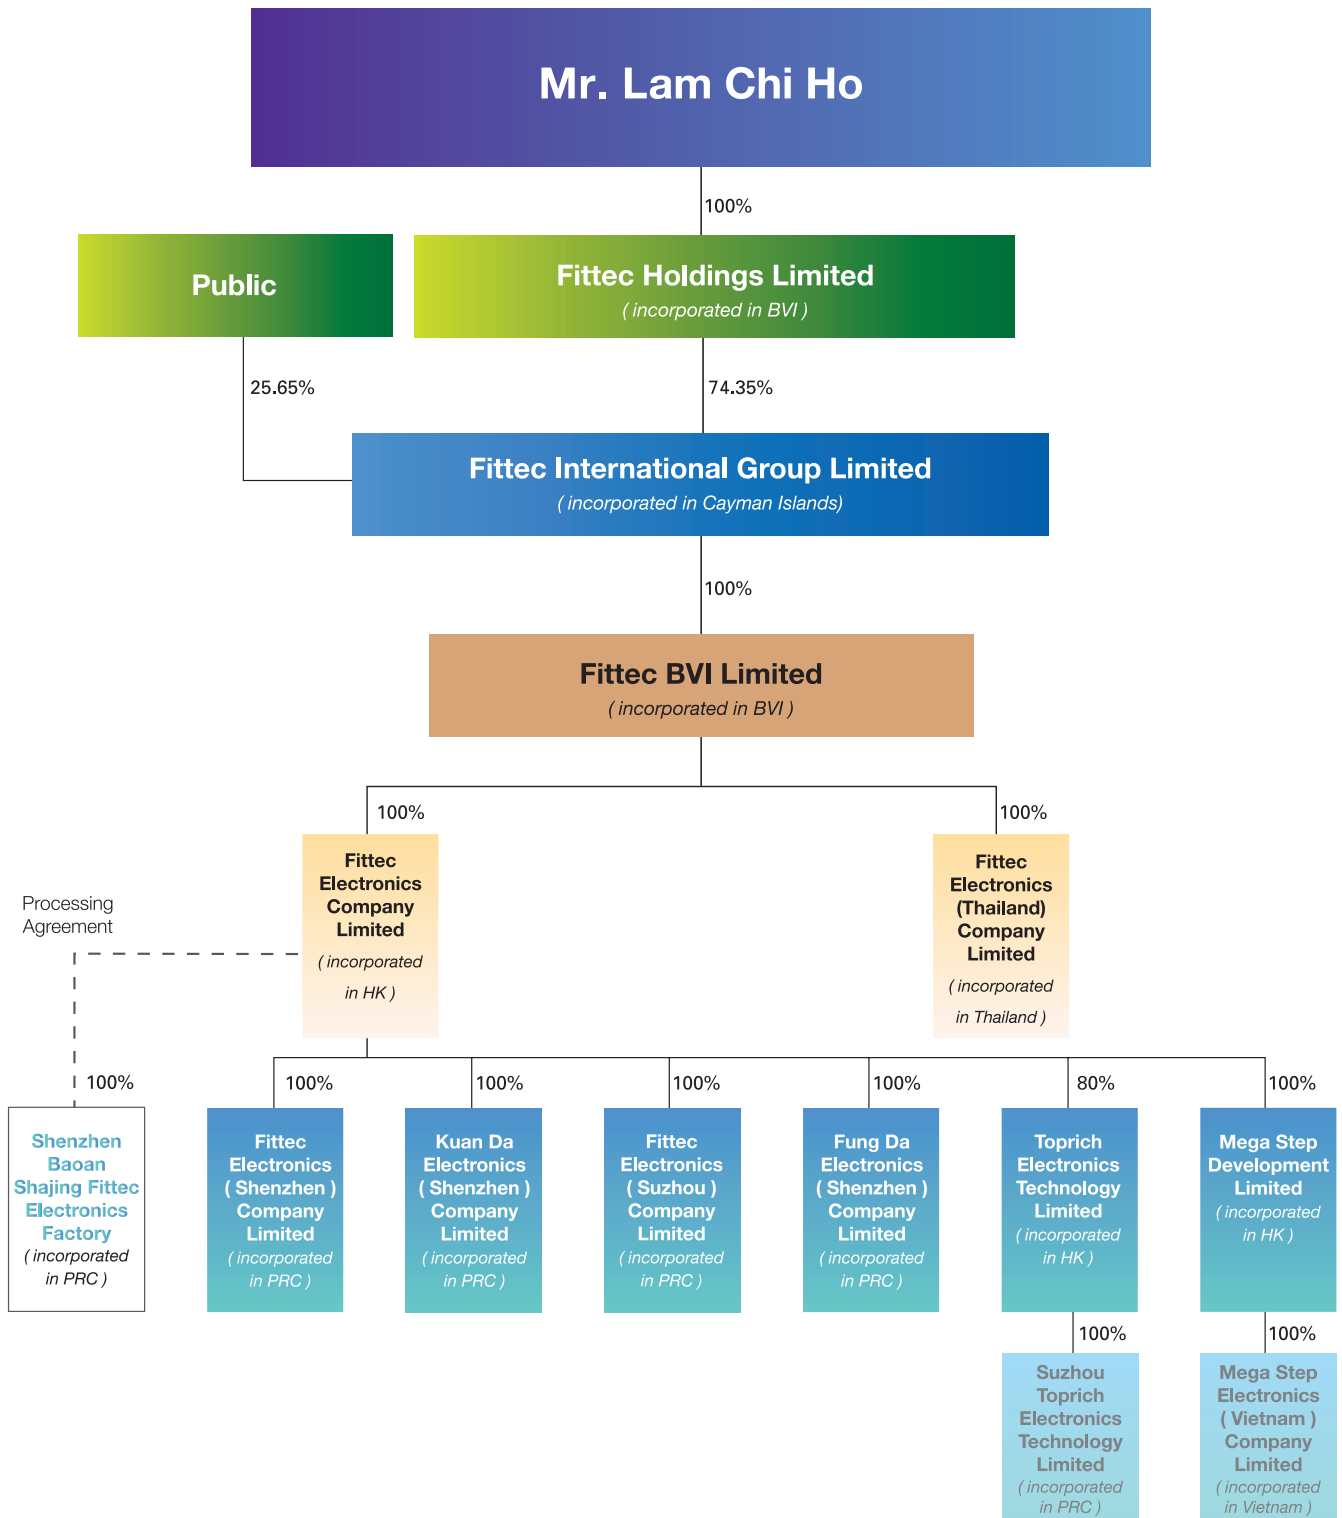 Mr. Lam Chi Ho
100%
Public
Fittec Holdings Limited
( incorporated in BVI )
25.65%
74.35%
Fittec International Group Limited
( incorporated in Cayman Islands)
100%
Fittec BVI Limited
( incorporated in BVI )
100%
100%
Fittec
Electronics
Company
Limited
( incorporated
in HK )
Fittec
Electronics
(Thailand)
Company
Limited
( incorporated
in Thailand )
Processing
Agreement
100%
100%
100%
100%
100%
80%
100%
Shenzhen
Baoan
Shajing Fittec
Electronics
Factory
( incorporated
in PRC )
Fittec
Electronics
( Shenzhen )
Company
Limited
( incorporated
in PRC )
Kuan Da
Electronics
( Shenzhen )
Company
Limited
( incorporated
in PRC )
Fittec
Electronics
( Suzhou )
Company
Limited
( incorporated
in PRC )
Fung Da
Electronics
( Shenzhen )
Company
Limited
( incorporated
in PRC )
Toprich
Electronics
Technology
Limited
( incorporated
in HK )
Mega Step
Development
Limited
( incorporated
in HK )
100%
100%
Suzhou
Toprich
Electronics
Technology
Limited
( incorporated
in PRC )
Mega Step
Electronics
( Vietnam )
Company
Limited
( incorporated
in Vietnam )